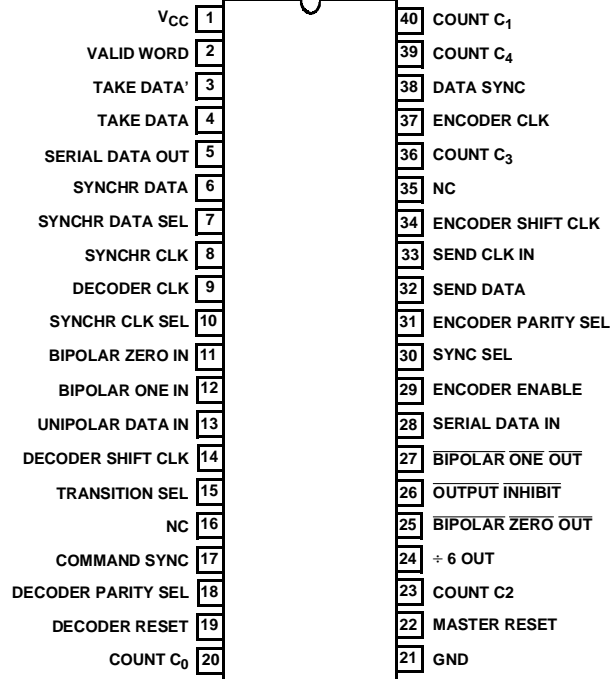 VCC 1
VALID WORD 2
TAKE DATA’ 3
TAKE DATA 4
SERIAL DATA OUT 5
SYNCHR DATA 6
SYNCHR DATA SEL 7
SYNCHR CLK 8
DECODER CLK 9
SYNCHR CLK SEL 10
BIPOLAR ZERO IN 11
BIPOLAR ONE IN 12
UNIPOLAR DATA IN 13
DECODER SHIFT CLK 14
TRANSITION SEL 15
NC 16
COMMAND SYNC 17
DECODER PARITY SEL 18
DECODER RESET 19
COUNT C0 20
40 COUNT C1
39 COUNT C4
38 DATA SYNC
37 ENCODER CLK
36 COUNT C3
35 NC
34 ENCODER SHIFT CLK
33 SEND CLK IN
32 SEND DATA
31 ENCODER PARITY SEL
30 SYNC SEL
29 ENCODER ENABLE
28 SERIAL DATA IN
27 BIPOLAR ONE OUT
26 OUTPUT INHIBIT
25 BIPOLAR ZERO OUT
24 ÷ 6 OUT
23 COUNT C2
22 MASTER RESET
21 GND